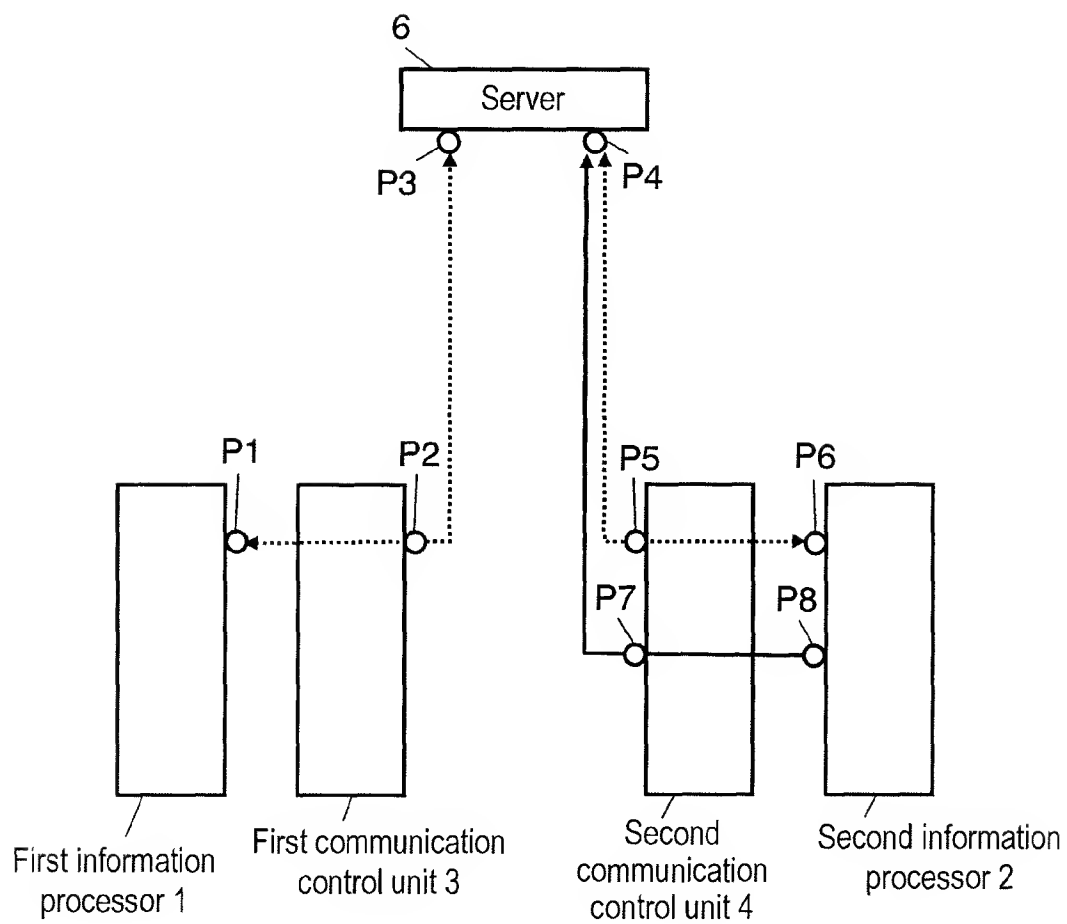 6
Server
P3
P4
P1
P2
P5
P6
P7
P8
First information
processor 1
First communication
control unit 3
Second
communication
control unit 4
Second information
processor 2